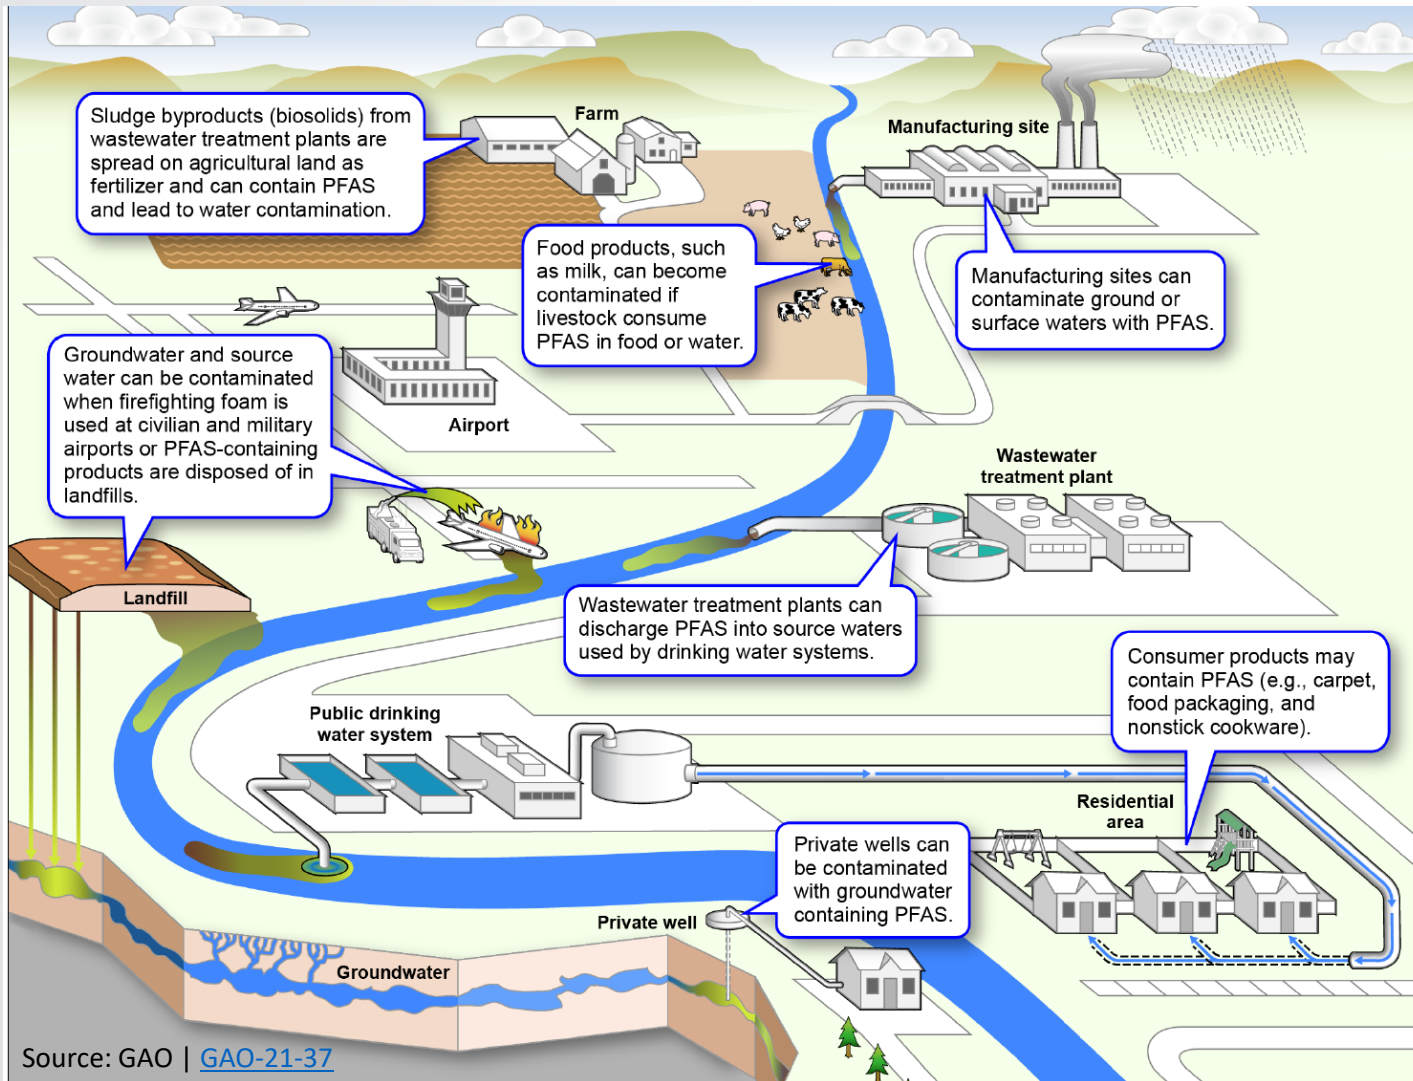 Sludge byproducts (biosolids) from
wastewater treatment plants are
spread on agricultural land as
fertilizer and can contain PFAS
and lead to water contamination.
Farm
Manufacturing site
Food products, such
as milk, can become
contaminated if
livestock consume
PFAS in food or water.
Manufacturing sites can
contaminate ground or
surface waters with PFAS.
Groundwater and source
water can be contaminated
when firefighting foam is
used at civilian and military
airports or PFAS-containing
products are disposed of in
landfills.
Airport
Wastewater
treatment plant
Landfill
Wastewater treatment plants can
discharge PFAS into source waters
used by drinking water systems.
Consumer products may
contain PFAS (e.g., carpet,
food packaging, and
nonstick cookware).
Public drinking
water system
Residential
area
Private wells can
be contaminated
with groundwater
containing PFAS.
Private well
Groundwater
Source: GAO | GAO-21-37